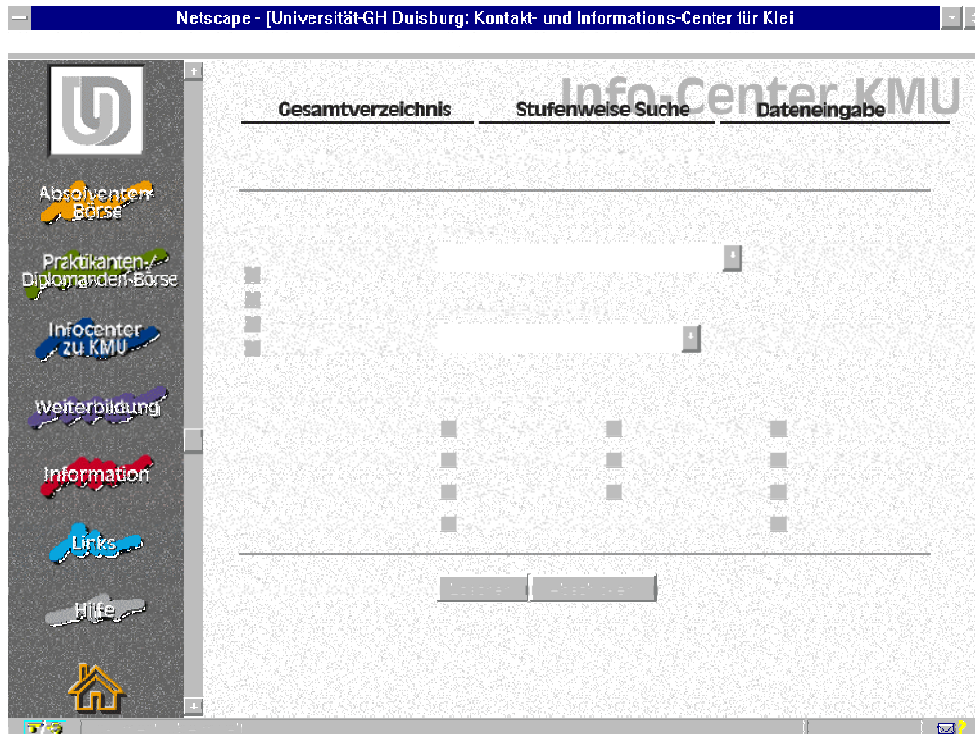 Netscape - [Universität-GH Duisburg: Kontakt- und Informations-Center für Klei
Info-Center KMU
Gesamtverzeichnis Stufenweise Suche Dateneingabe
Absolventen-
Börse
Praktikanten-/
Diplomanden-Börse
Infocenter
zu KMU
Weiterbildung
Information
Links
Hilfe